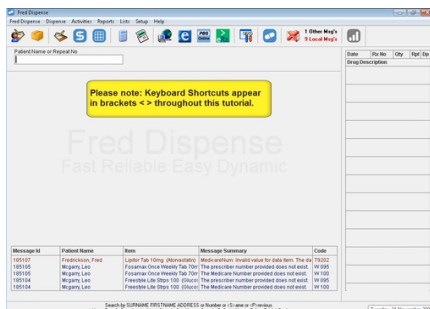 Fred Dispense
Fred Dispense Dispense Activities Reports Lists Setup Help
1 Other Msg's
9 Local Msg's
Patient Name or Repeat No
Date Rx No Qty Rpt Dp
Drug Description
Please note: Keyboard Shortcuts appear
in brackets < > throughout this tutorial.
Fred Dispense
Fast Reliable Easy Dynamic
Message Id Patient Name Item Message Summary Code
185107 Fredrickson, Fred Lipitor Tab 10mg (Atorvastatin) MedicareNum: Invalid value for data item. The da T9202
185105 Mcgarry, Leo Fosamax Once Weekly Tab 70m The prescriber number provided does not exist. W 095
185105 Mcgarry, Leo Fosamax Once Weekly Tab 70m The Medicare Number provided does not exist. W 100
185104 Mcgarry, Leo Freestyle Lite Strips 100 (Gluco The prescriber number provided does not exist. W 095
185104 Mcgarry, Leo Freestyle Lite Strips 100 (Gluco The Medicare Number provided does not exist. W 100
Search by SURNAME FIRSTNAME ADDRESS or Number or <S>ame or <P>revious.